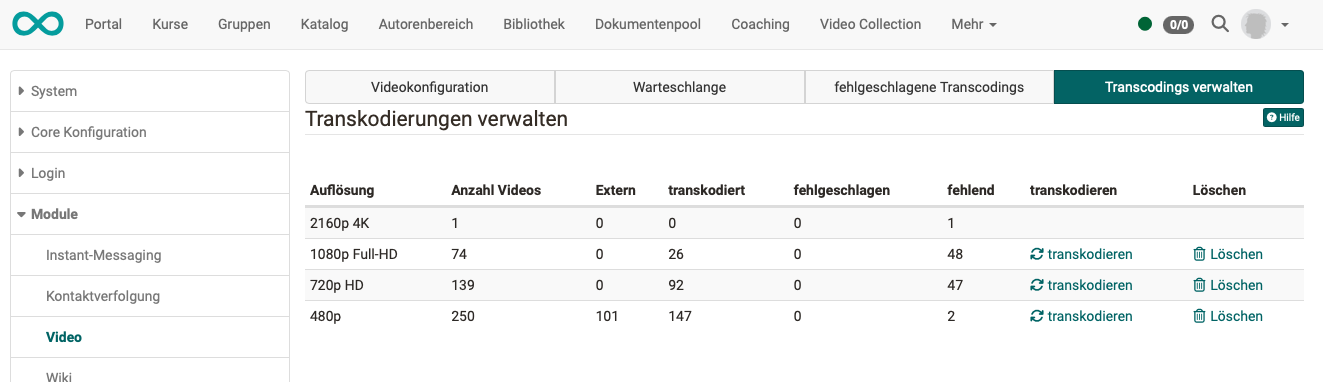 Portal Kurse Gruppen Katalog Autorenbereich Bibliothek Dokumentenpool Coaching Video Collection Mehr 0/0
System
Core Konfiguration
Login
Module
Instant-Messaging
Kontaktverfolgung
Video
Wiki
Videokonfiguration Warteschlange fehlgeschlagene Transcodings Transcodings verwalten
Transkodierungen verwalten Hilfe
Auflösung Anzahl Videos Extern transkodiert fehlgeschlagen fehlend transkodieren Löschen
2160p 4K 1 0 0 0 1
1080p Full-HD 74 0 26 0 48 transkodieren Löschen
720p HD 139 0 92 0 47 transkodieren Löschen
480p 250 101 147 0 2 transkodieren Löschen